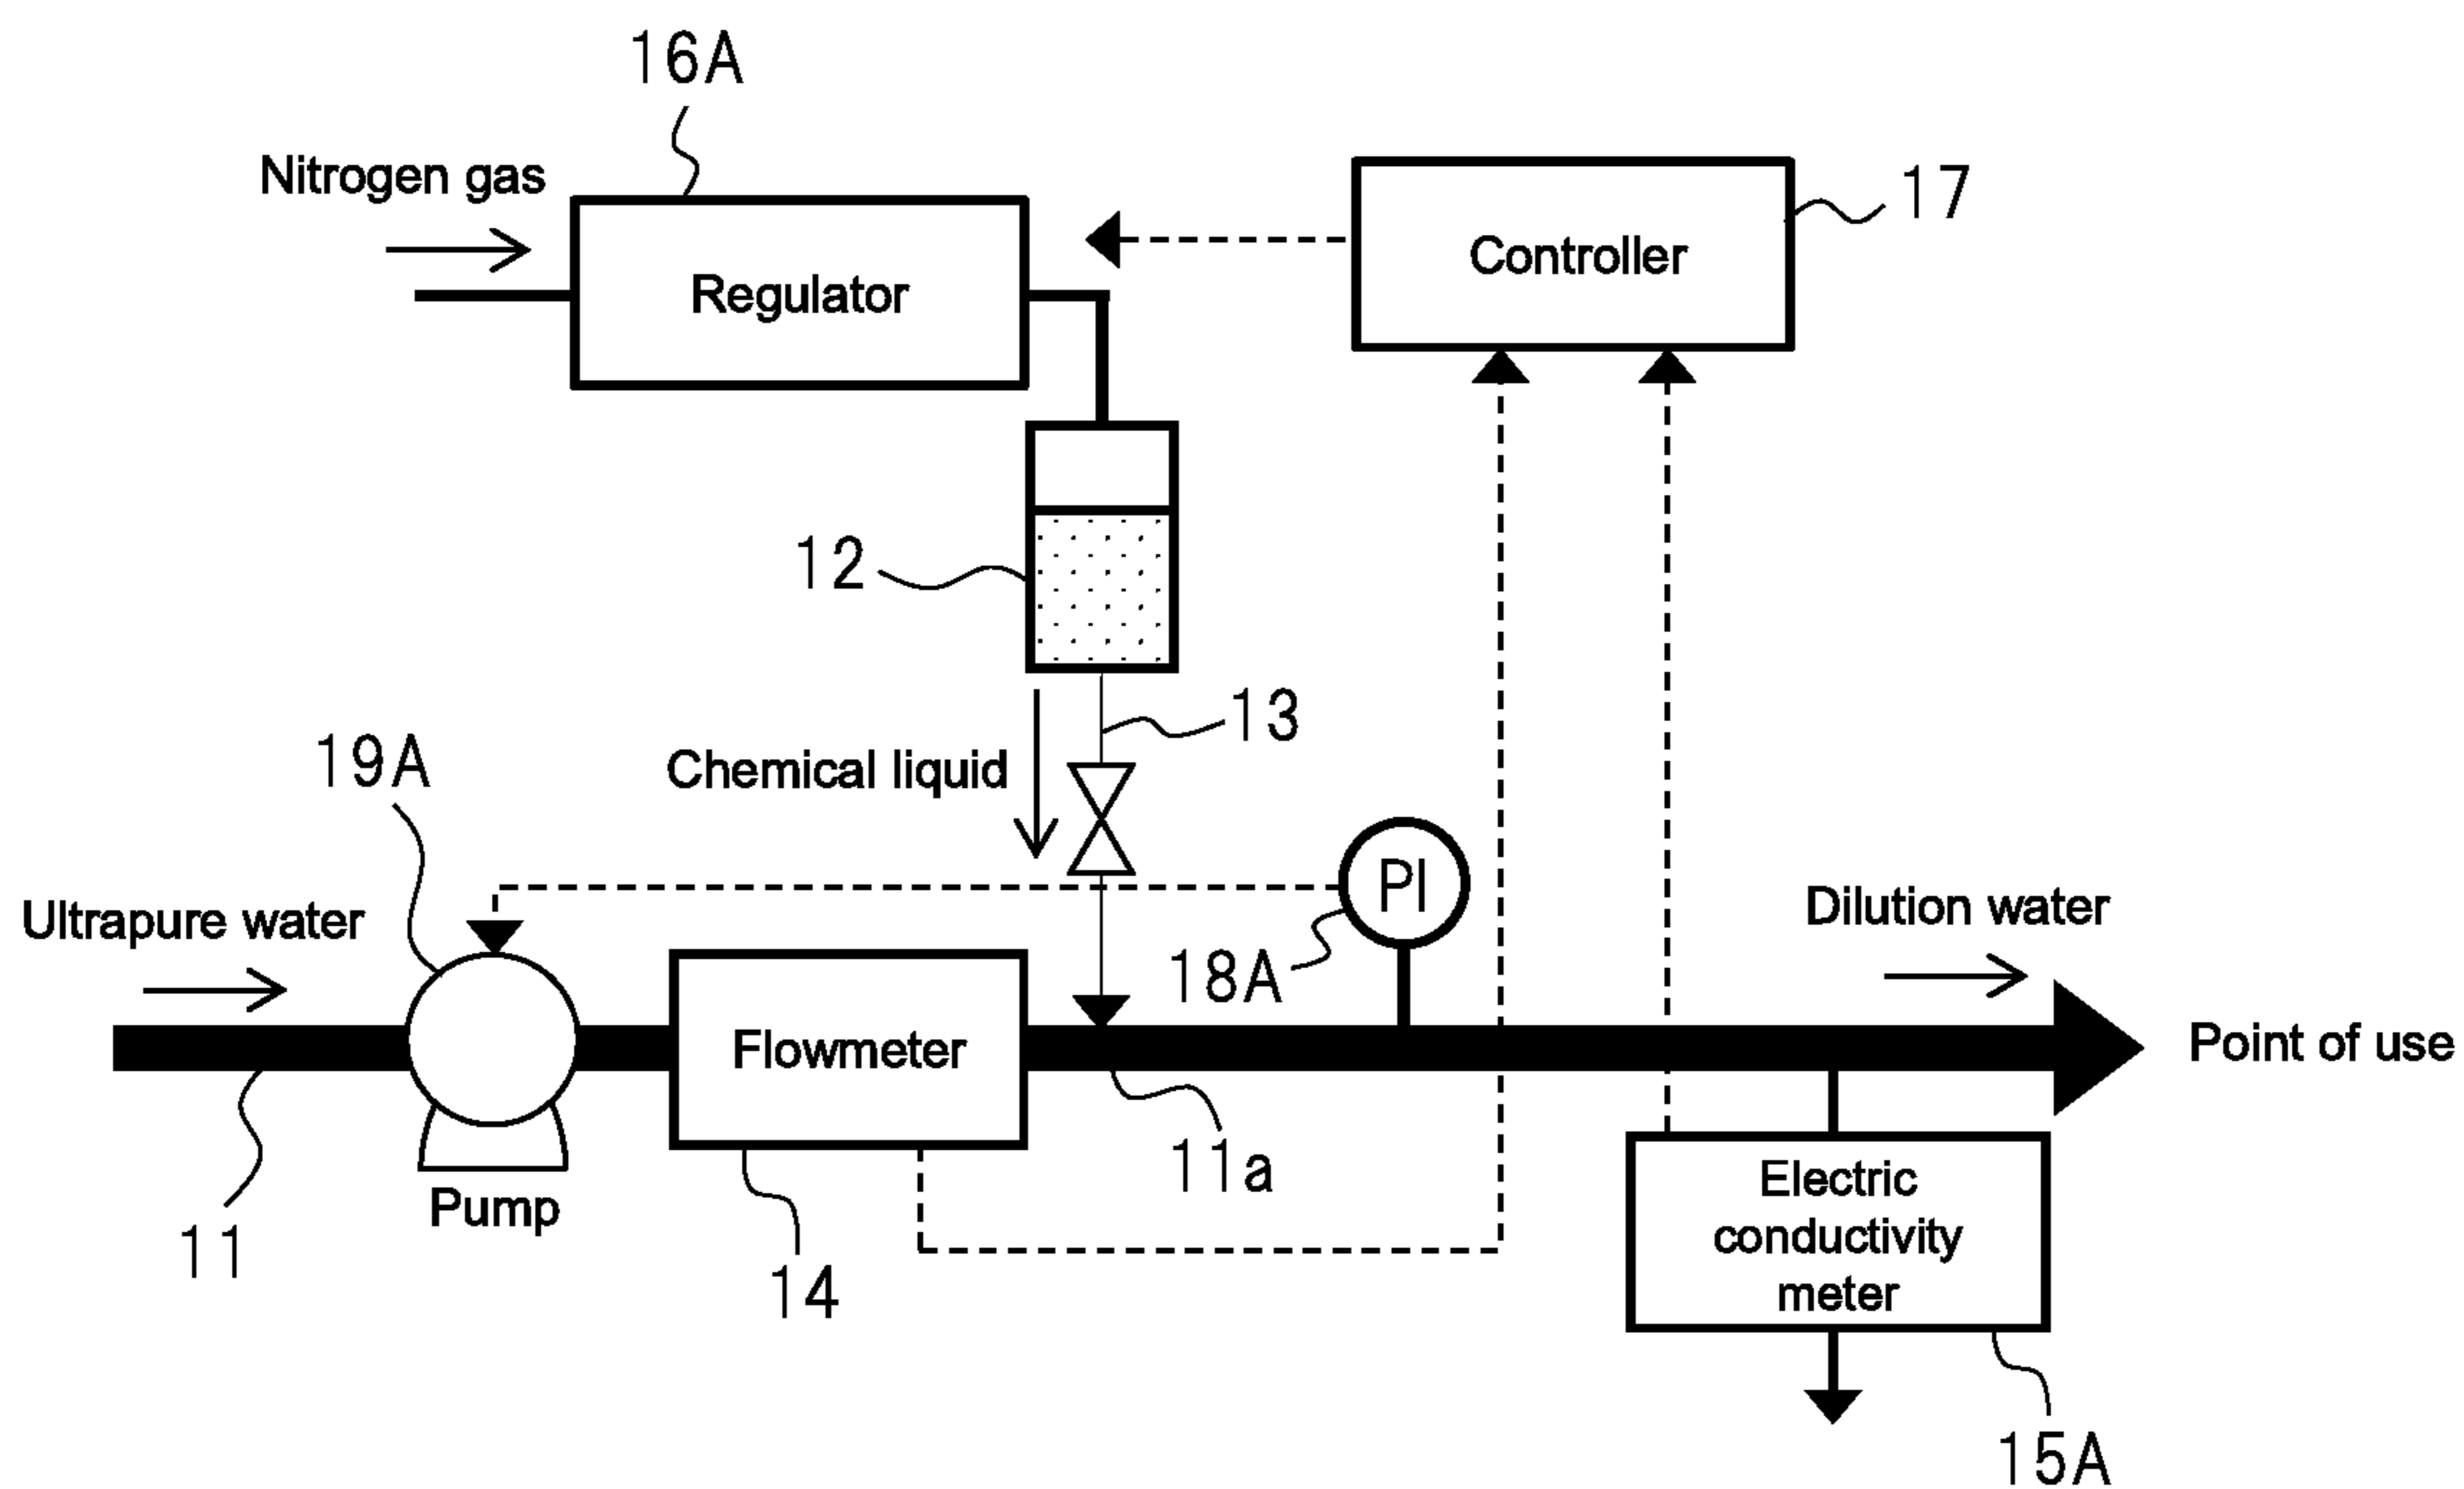 16A
Nitrogen gas
17
Controller
Regulator
12
13
19A
Chemical liquid
PI
Ultrapure water
Dilution water
18A
Flowmeter
Point of use
11a
Electric
conductivity
meter
Pump
11
14
15A